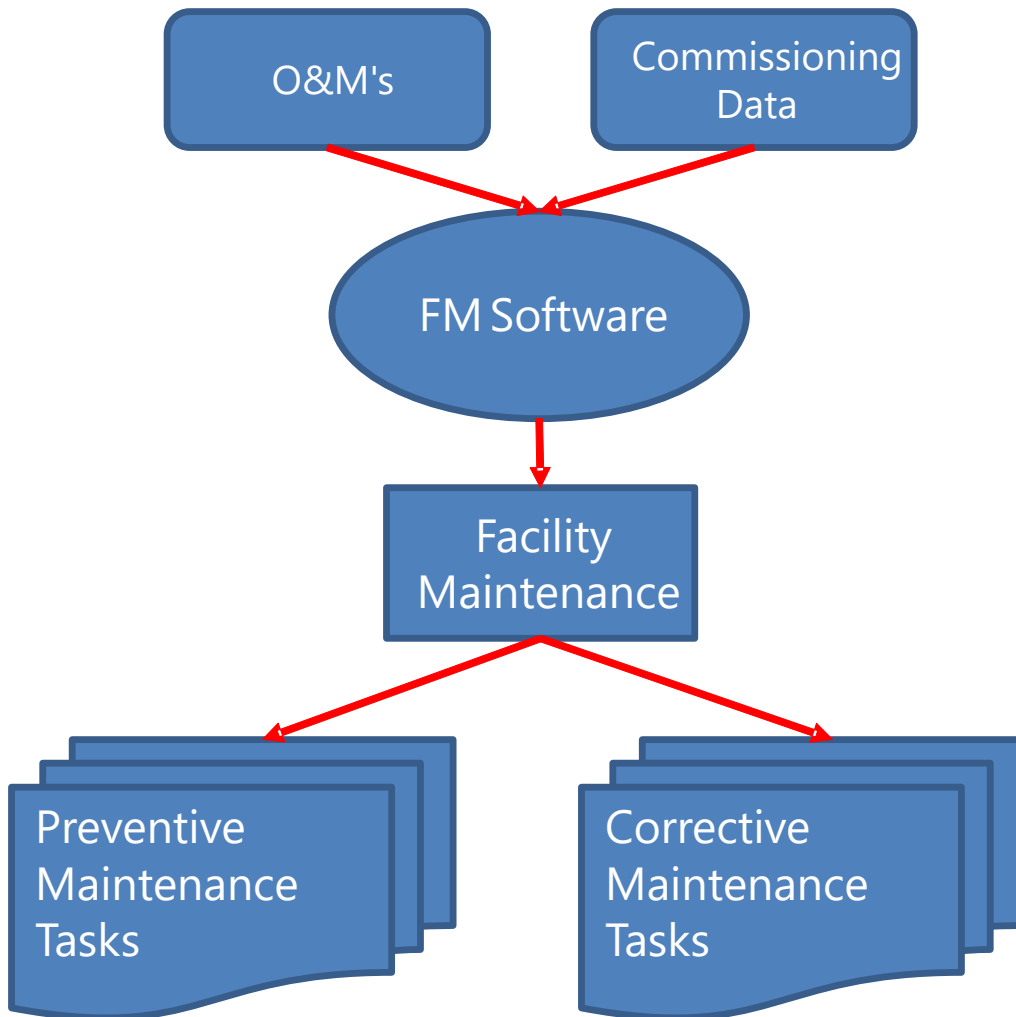 O&M's
Commissioning
Data
FM Software
Facility
Maintenance
Preventive
Maintenance
Tasks
Corrective
Maintenance
Tasks